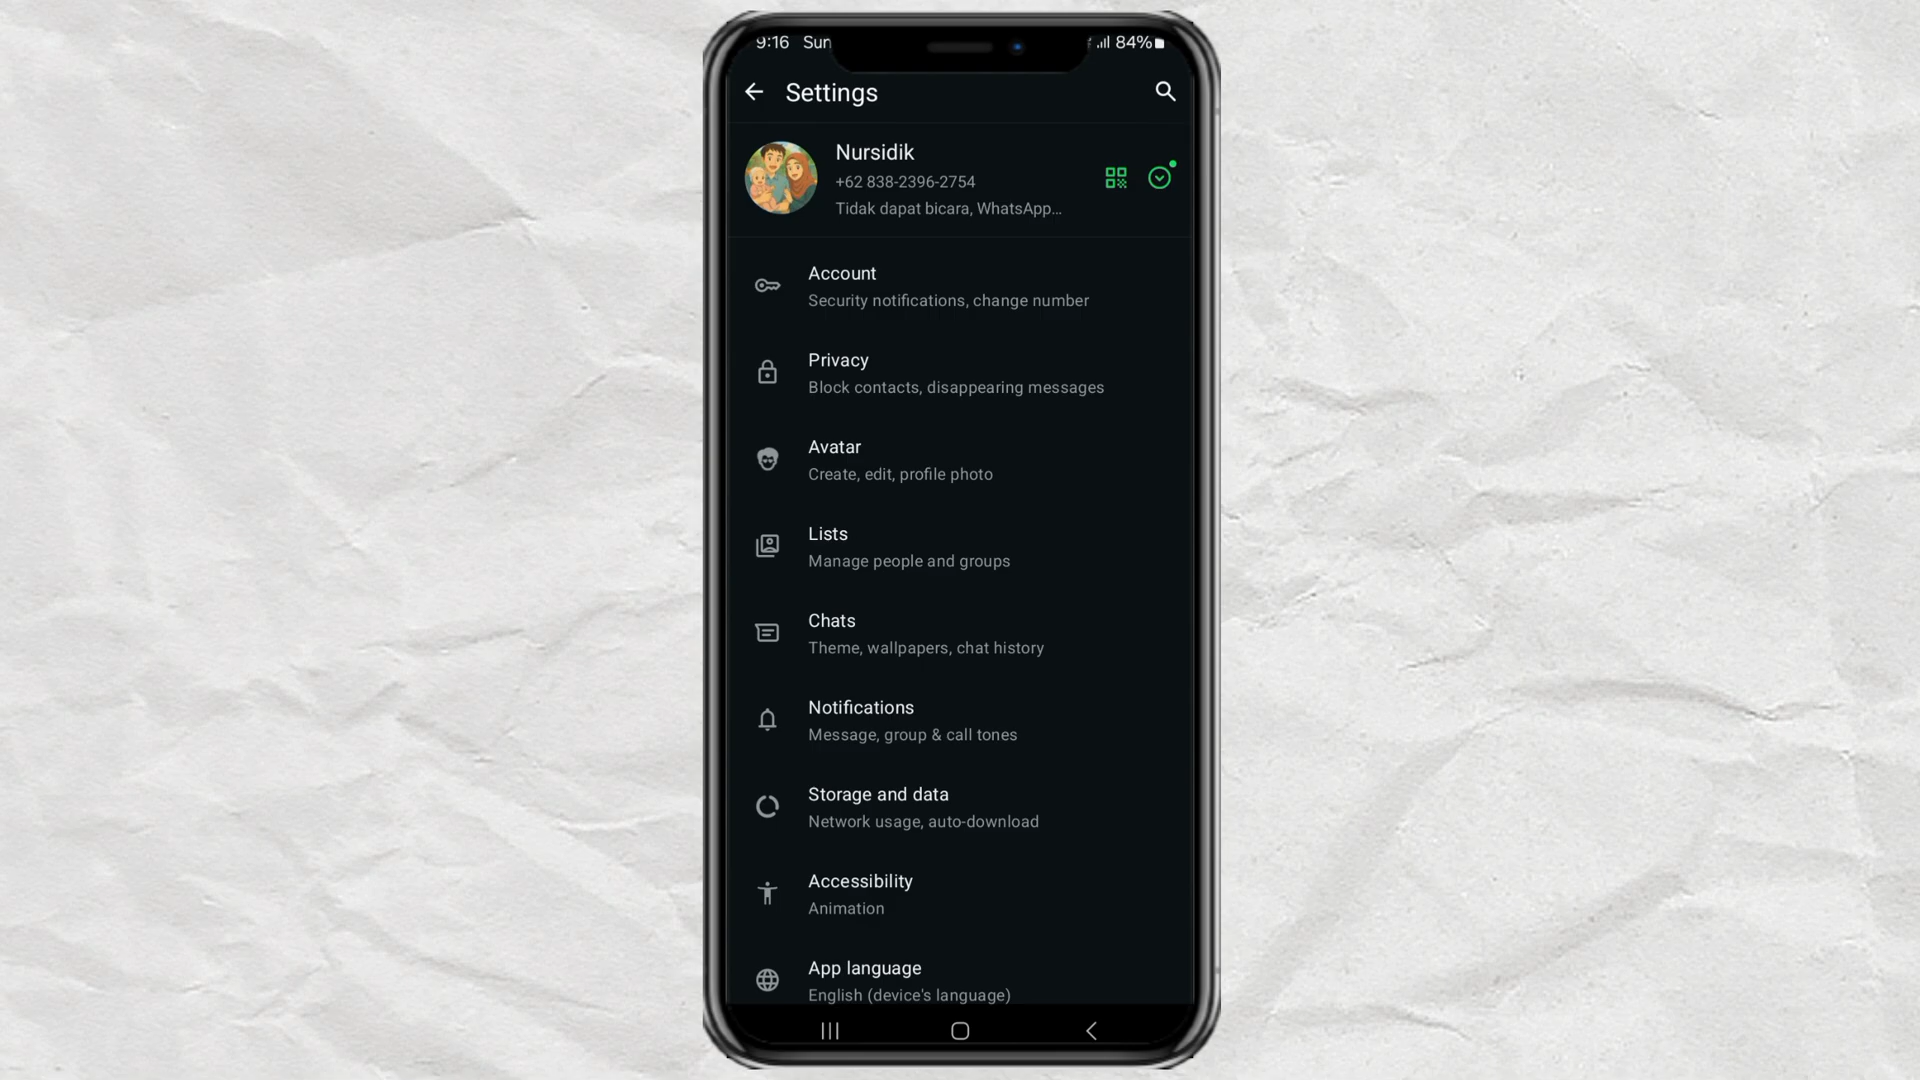 9:16 Sun 84%
Settings
Nursidik
+62 838-2396-2754
Tidak dapat bicara, WhatsApp...
Account
Security notifications, change number
Privacy
Block contacts, disappearing messages
Avatar
Create, edit, profile photo
Lists
Manage people and groups
Chats
Theme, wallpapers, chat history
Notifications
Message, group & call tones
Storage and data
Network usage, auto-download
Accessibility
Animation
App language
English (device's language)